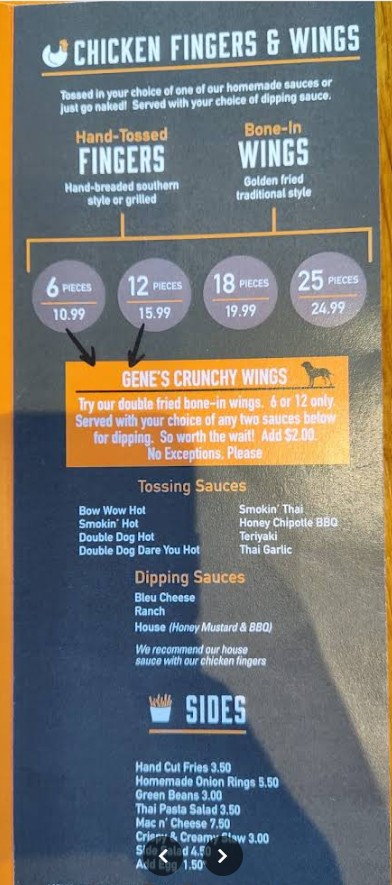 CHICKEN FINGERS & WINGS
Tossed in your choice of one of our homemade sauces or
just go naked! Served with your choice of dipping sauce.
Hand-Tossed
FINGERS
Hand-breaded southern
style or grilled
Bone-In
WINGS
Golden fried
traditional style
6 PIECES
10.99
12 PIECES
15.99
18 PIECES
19.99
25 PIECES
24.99
GENE'S CRUNCHY WINGS
Try our double fried bone-in wings. 6 or 12 only.
Served with your choice of any two sauces below
for dipping. So worth the wait! Add $2.00.
No Exceptions, Please
Tossing Sauces
Bow Wow Hot
Smokin' Hot
Double Dog Hot
Double Dog Dare You Hot
Smokin' Thai
Honey Chipotle BBQ
Teriyaki
Thai Garlic
Dipping Sauces
Bleu Cheese
Ranch
House (Honey Mustard & BBQ)
We recommend our house
sauce with our chicken fingers
SIDES
Hand Cut Fries 3.50
Homemade Onion Rings 5.50
Green Beans 3.00
Thai Pasta Salad 3.50
Mac n' Cheese 7.50
Crispy & Creamy Slaw 3.00
Side Salad 4.50
Add Egg 1.50